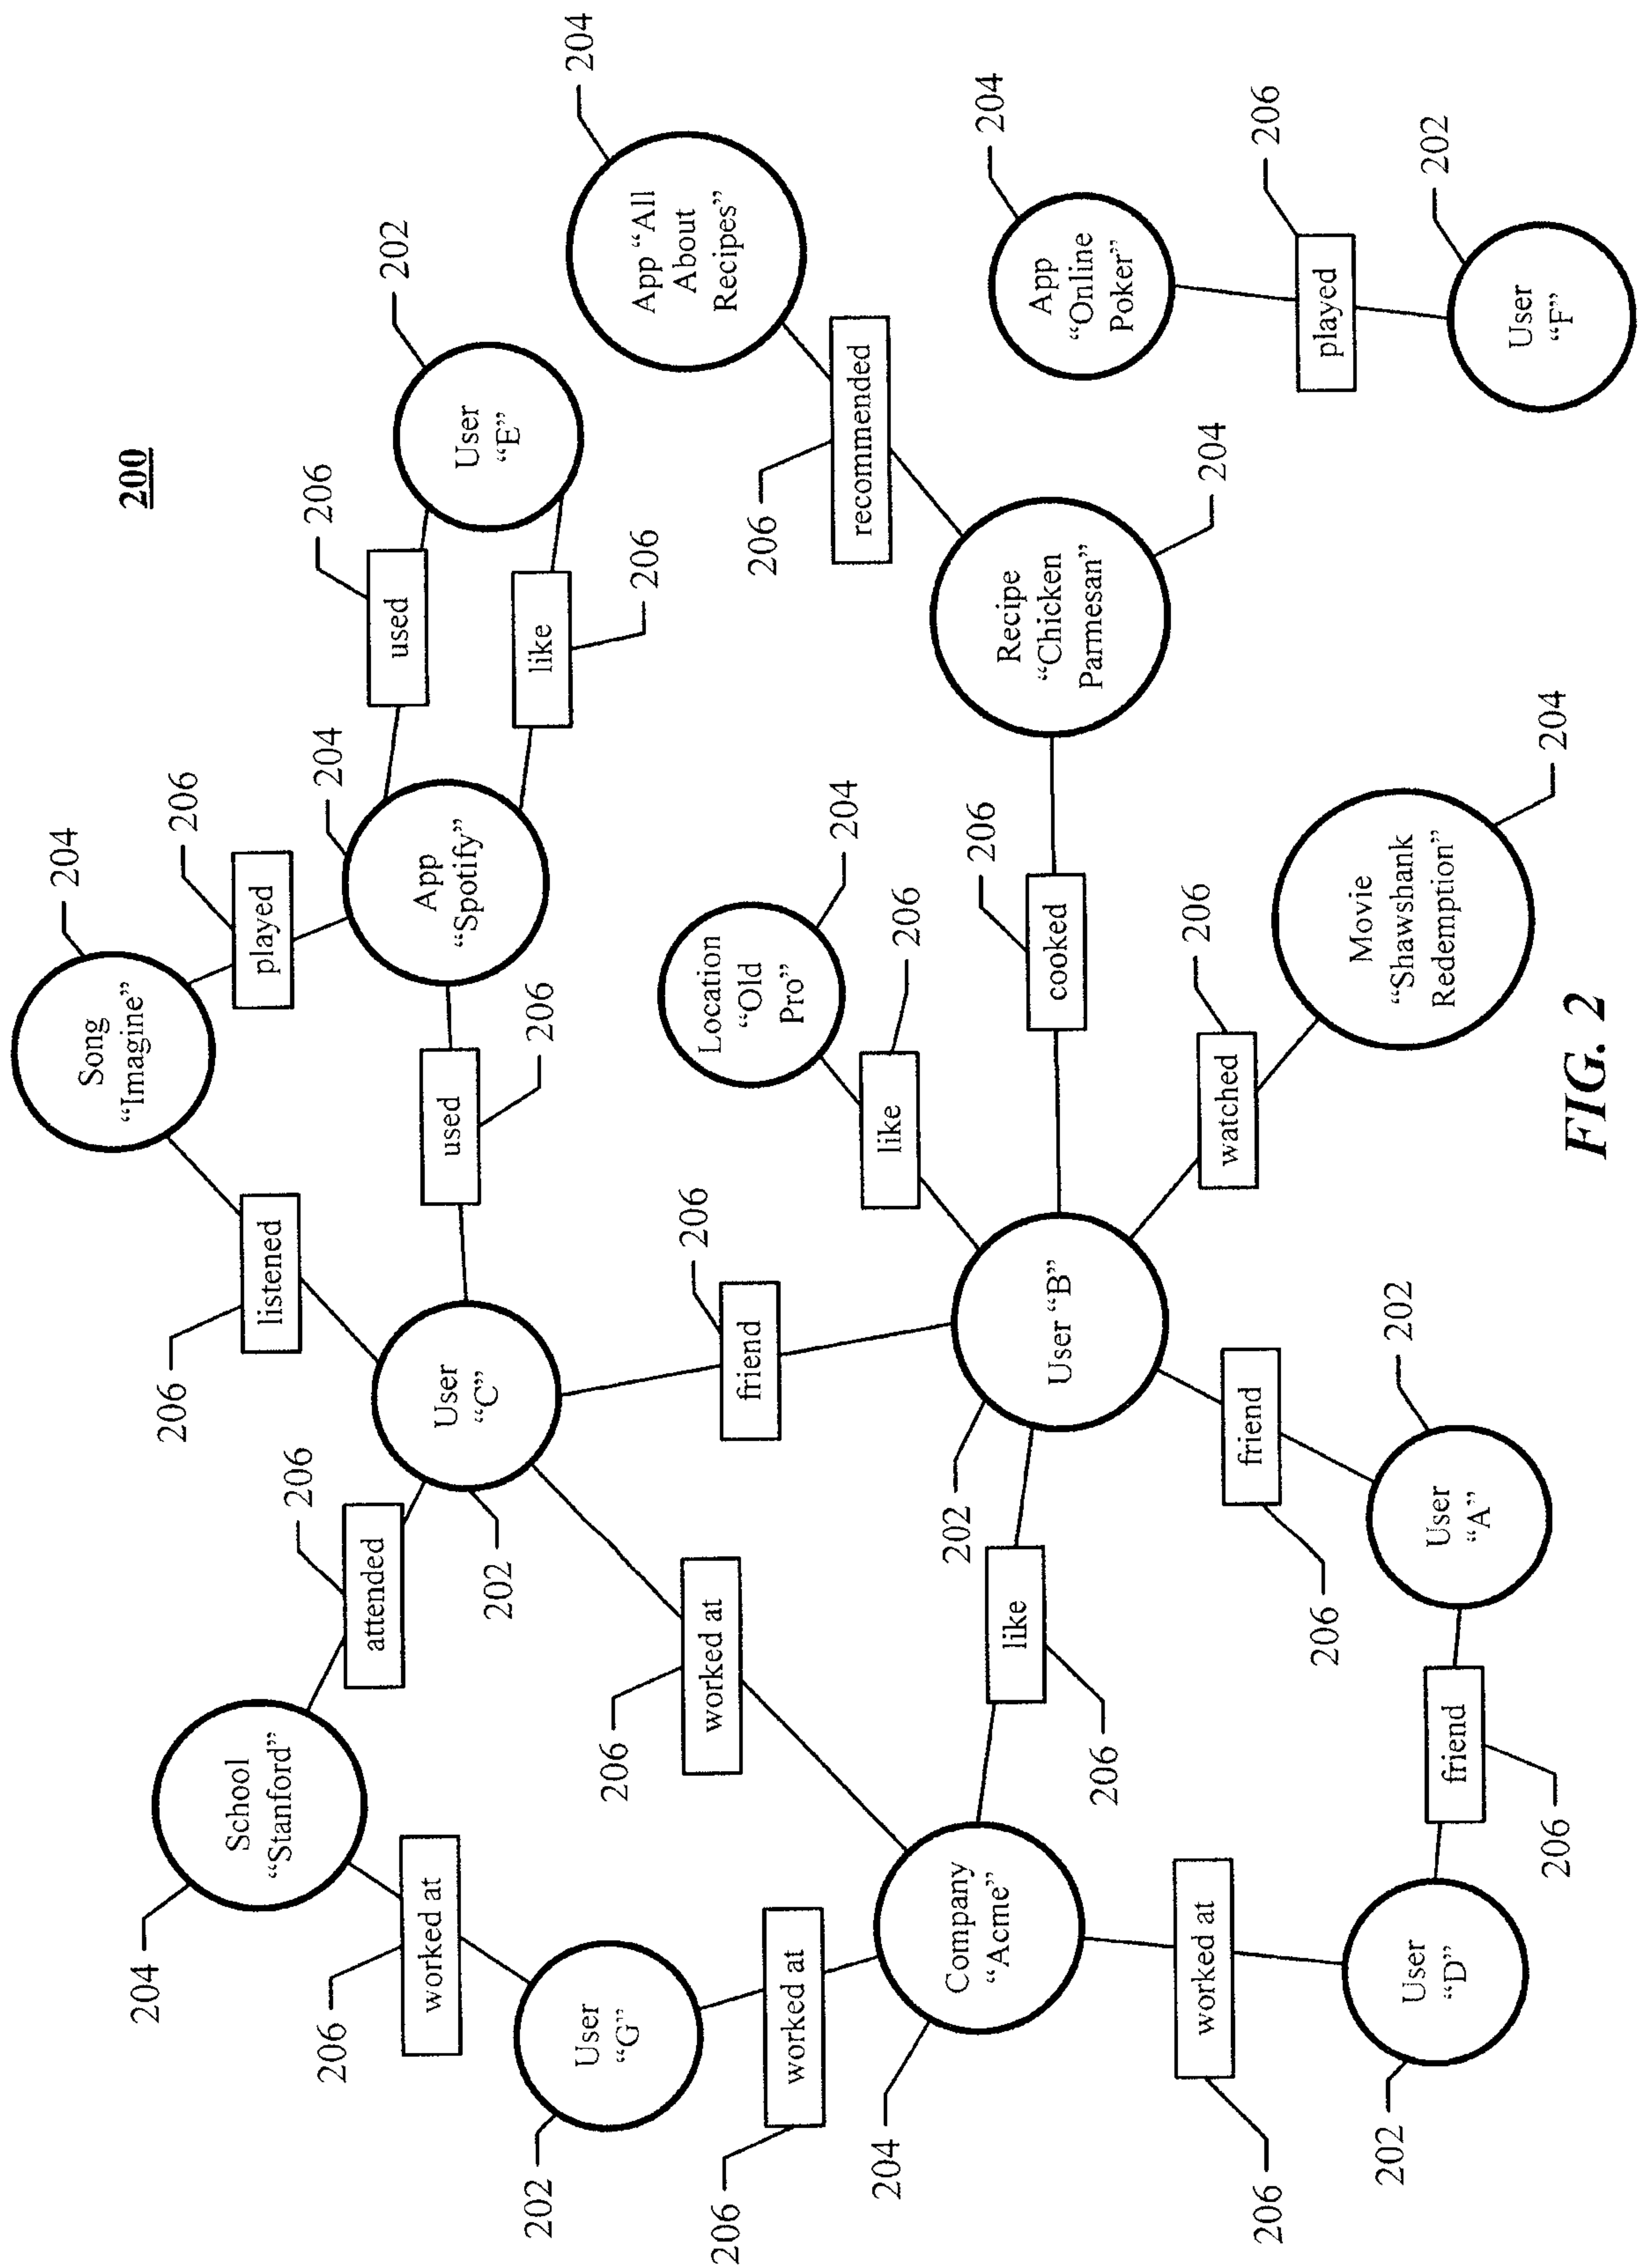 204
Song
“Imagine”
200
204
206
206
School
“Stanford”
listened
played
206
206
206
204
202
attended
used
worked at
User
“C”
App
“Spotify”
User
“E”
used
202
202
206
like
204
User
“G”
206
206
App “All
About
Recipes”
206
Location
“Old
Pro”
worked at
206
friend
206
worked at
204
204
like
206
recommended
Company
“Acme”
202
206
204
Recipe
“Chicken
Parmesan”
like
User “B”
cooked
App
“Online
Poker”
206
206
204
worked at
friend
watched
206
206
206
played
Movie
“Shawshank
Redemption”
202
202
202
User
“D”
friend
User
“A”
User
“F”
206
204
FIG. 2